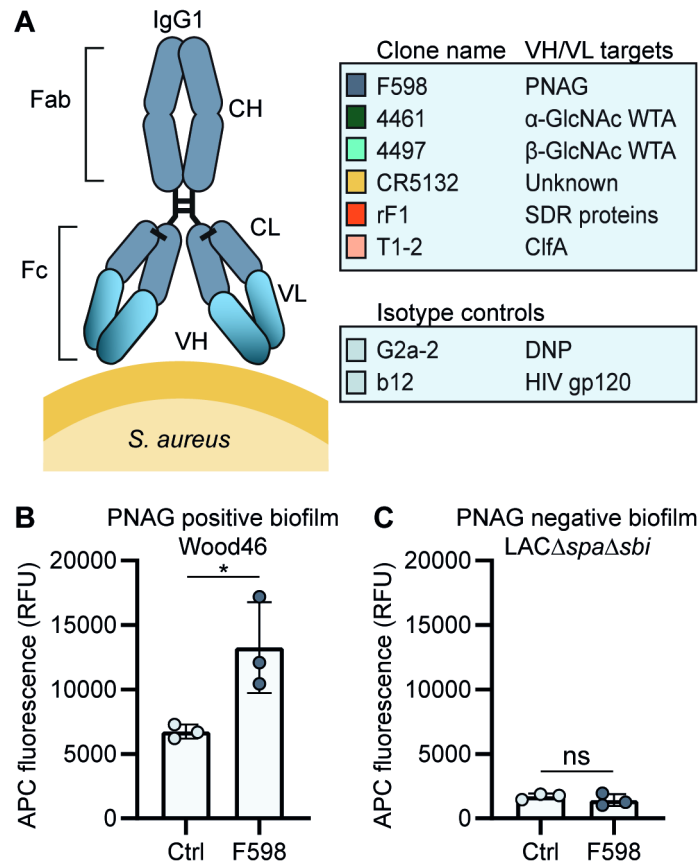 A
IgG1
Fab
CH
CL
Fc
VL
VH
S. aureus
Clone name VH/VL targets
F598 PNAG
4461 α-GlcNAc WTA
4497 β-GlcNAc WTA
CR5132 Unknown
rF1 SDR proteins
T1-2 ClfA
Isotype controls
G2a-2 DNP
b12 HIV gp120
B
PNAG positive biofilm
Wood46
APC fluorescence (RFU)
20000
15000
10000
5000
0
*
Ctrl F598
C
PNAG negative biofilm
LACΔspaΔsbi
APC fluorescence (RFU)
20000
15000
10000
5000
0
ns
Ctrl F598